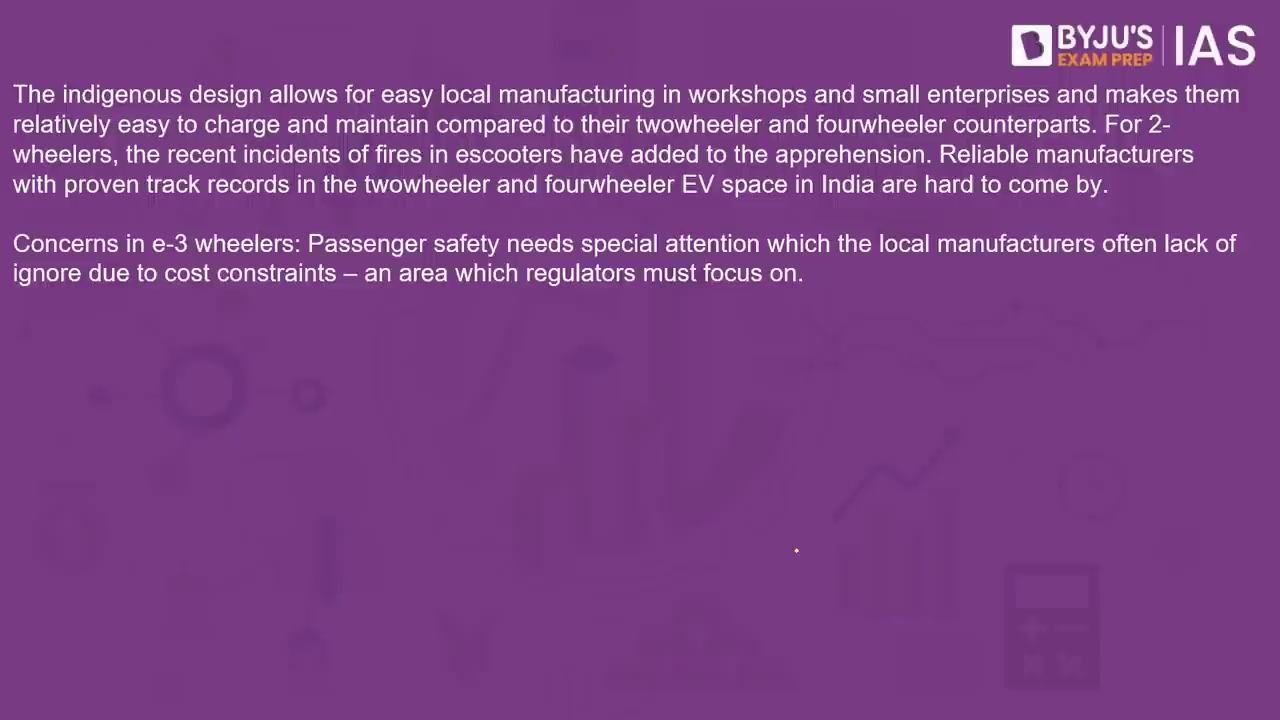 BYJU'S
EXAM PREP
IAS
The indigenous design allows for easy local manufacturing in workshops and small enterprises and makes them
relatively easy to charge and maintain compared to their twowheeler and fourwheeler counterparts. For 2-
wheelers, the recent incidents of fires in escooters have added to the apprehension. Reliable manufacturers
with proven track records in the twowheeler and fourwheeler EV space in India are hard to come by.
Concerns in e-3 wheelers: Passenger safety needs special attention which the local manufacturers often lack of
ignore due to cost constraints – an area which regulators must focus on.